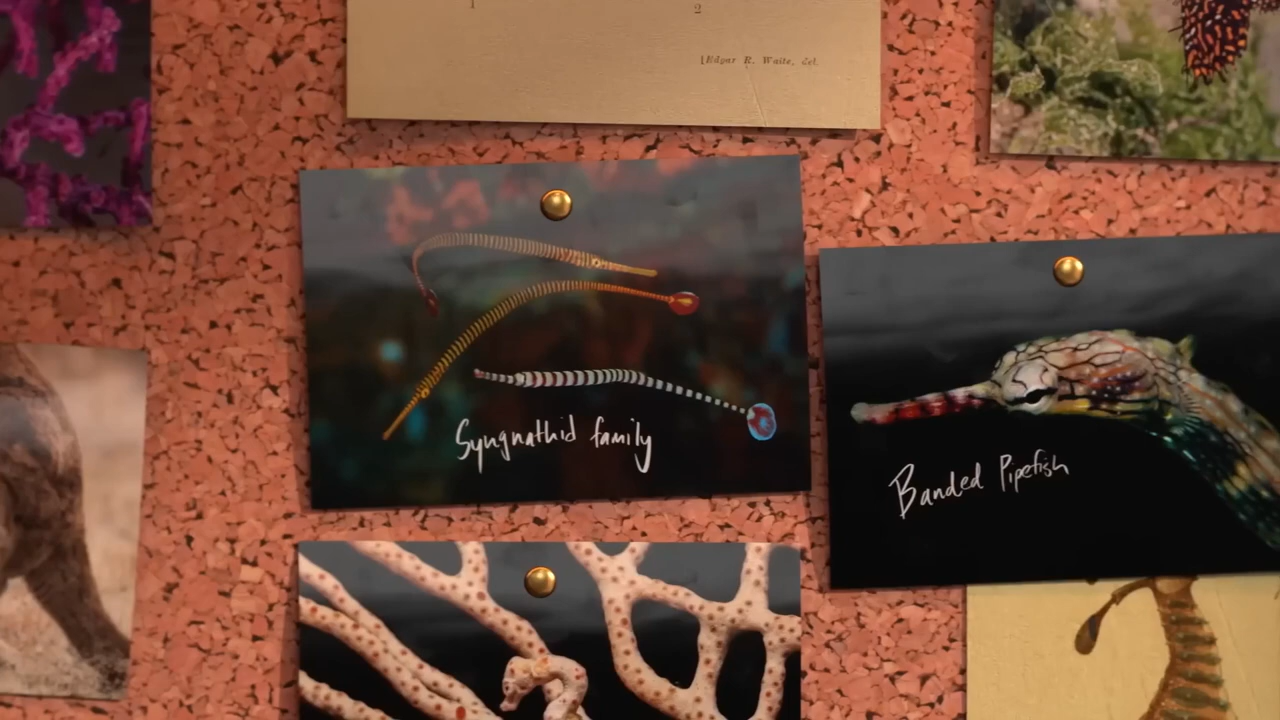 1 2
[Edgar R. Waite, del.
Syngnathid family
Banded Pipefish